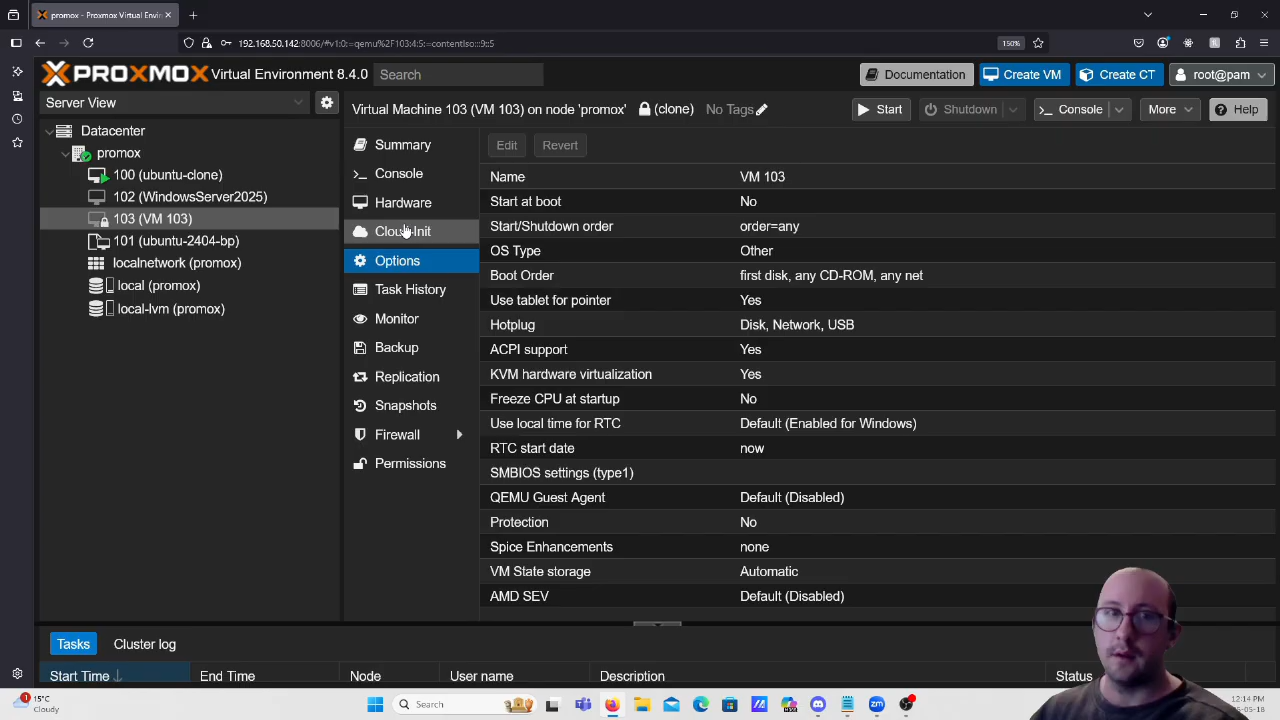 promox - Proxmox Virtual Envir
192.168.50.142:8006/#v1:0:=qemu%2F103:4:5:=contentIso:::9::5
150%
PROXMOX Virtual Environment 8.4.0
Search
Documentation
Create VM
Create CT
root@pam
Server View
Virtual Machine 103 (VM 103) on node 'promox'
(clone)
No Tags
Start
Shutdown
Console
More
Help
Datacenter
promox
100 (ubuntu-clone)
102 (WindowsServer2025)
103 (VM 103)
101 (ubuntu-2404-bp)
localnetwork (promox)
local (promox)
local-lvm (promox)
Summary
Console
Hardware
Cloud-Init
Options
Task History
Monitor
Backup
Replication
Snapshots
Firewall
Permissions
Edit
Revert
Name VM 103
Start at boot No
Start/Shutdown order order=any
OS Type Other
Boot Order first disk, any CD-ROM, any net
Use tablet for pointer Yes
Hotplug Disk, Network, USB
ACPI support Yes
KVM hardware virtualization Yes
Freeze CPU at startup No
Use local time for RTC Default (Enabled for Windows)
RTC start date now
SMBIOS settings (type1)
QEMU Guest Agent Default (Disabled)
Protection No
Spice Enhancements none
VM State storage Automatic
AMD SEV Default (Disabled)
Tasks
Cluster log
Start Time
End Time
Node
User name
Description
Status
1
15°C
Cloudy
Search
zm
12:14 PM